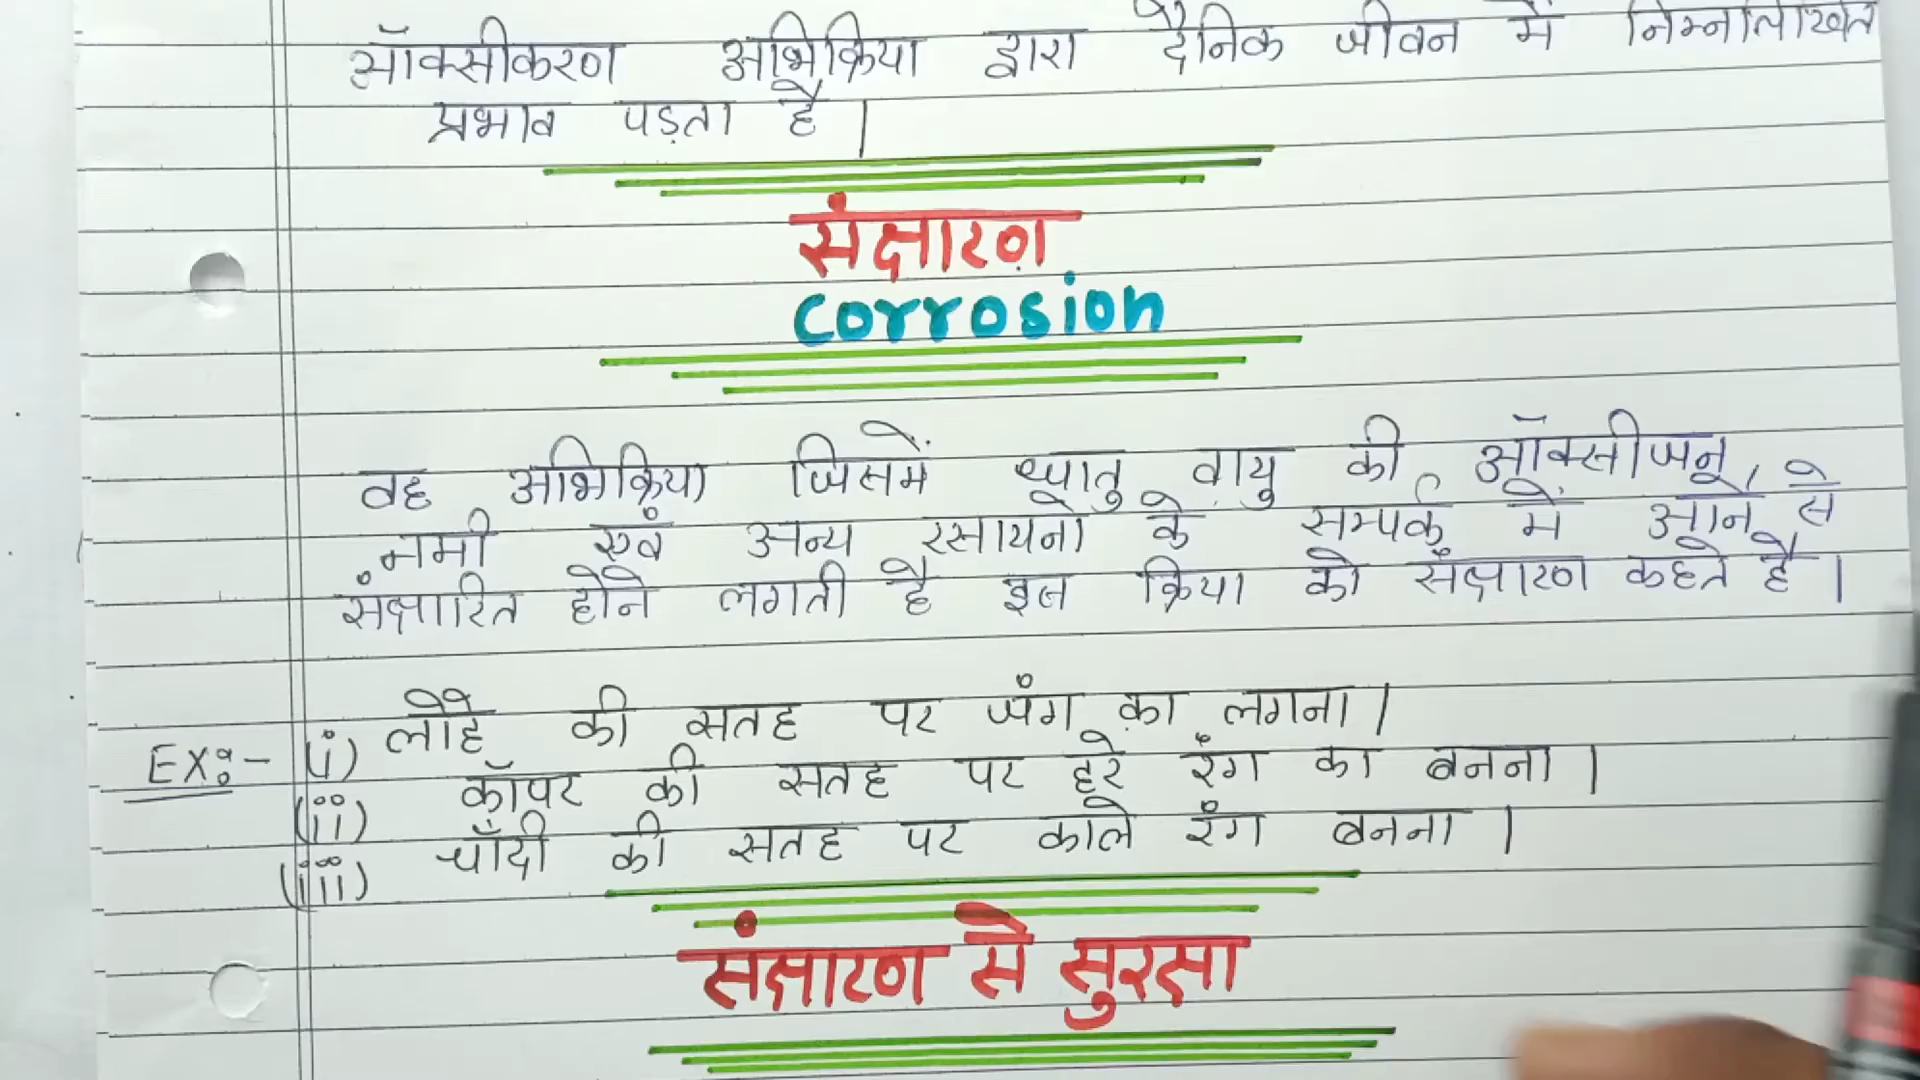 ऑक्सीकरण अभिक्रिया द्वारा दैनिक जीवन में निम्नलिखित
प्रभाव पड़ता है।
संक्षारण
Corrosion
वह अभिक्रिया जिसमें धातु वायु की ऑक्सीजन,
नमी एवं अन्य रसायनो के सम्पर्क में आने से
संक्षारित होने लगती है इस क्रिया को संक्षारण कहते है।
Ex:- (i) लोहे की सतह पर जंग का लगना।
(ii) कॉपर की सतह पर हरे रंग का बनना।
(iii) चाँदी की सतह पर काले रंग बनना।
संक्षारण से सुरक्षा